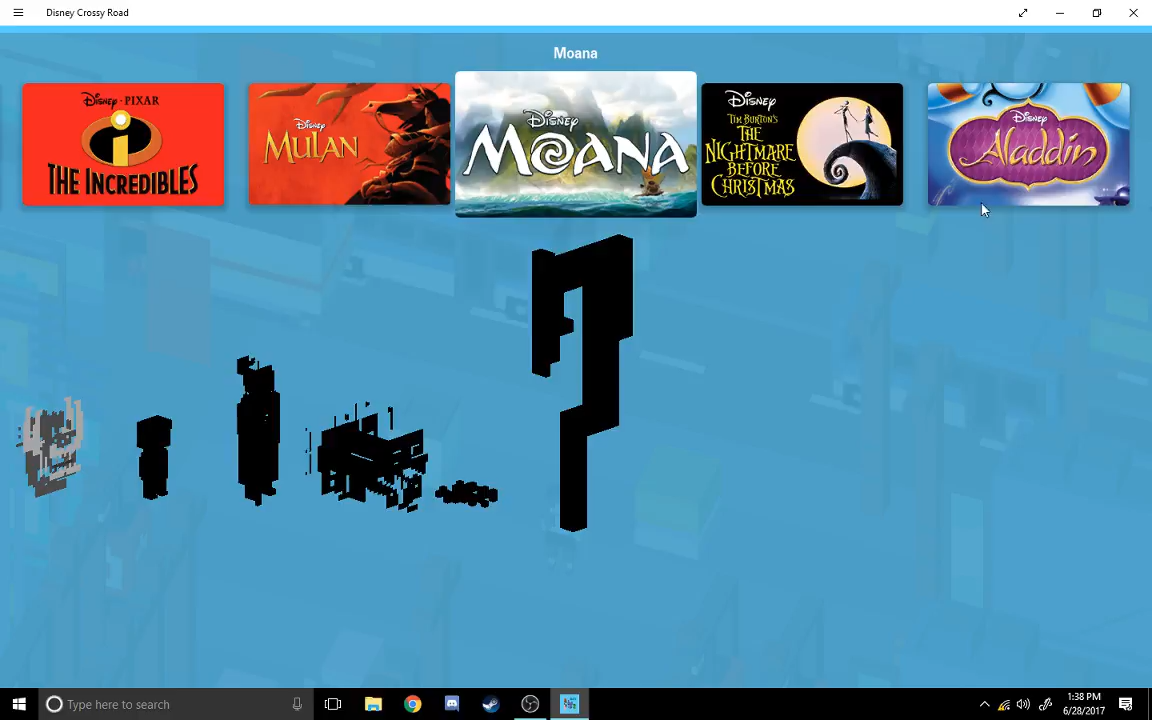 Disney Crossy Road
Moana
Disney · PIXAR
THE INCREDIBLES
Disney
MULAN
Disney
MOANA
Disney
TIM BURTON'S
THE
NIGHTMARE
BEFORE
CHRISTMAS
Disney
Aladdin
Type here to search
1:38 PM
6/28/2017